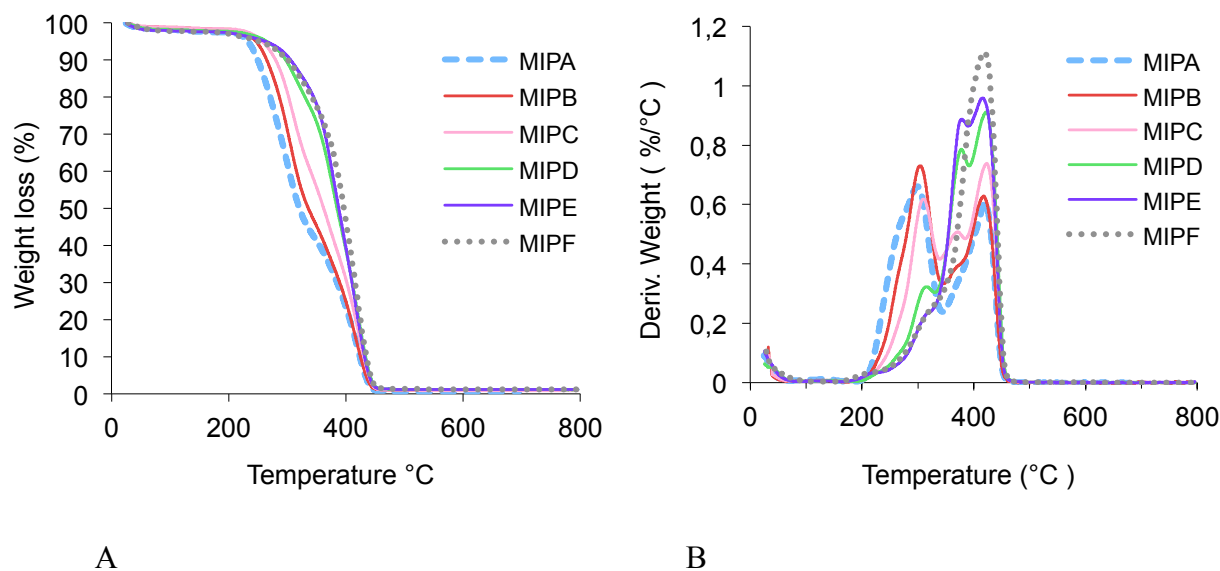 100
90
80
70
60
50
40
30
20
10
0
0
200
400
600
800
Weight loss (%)
Temperature °C
MIPA
MIPB
MIPC
MIPD
MIPE
MIPF
A
1,2
1
0,8
0,6
0,4
0,2
0
0
200
400
600
800
Deriv. Weight ( %/°C )
Temperature (°C )
MIPA
MIPB
MIPC
MIPD
MIPE
MIPF
B